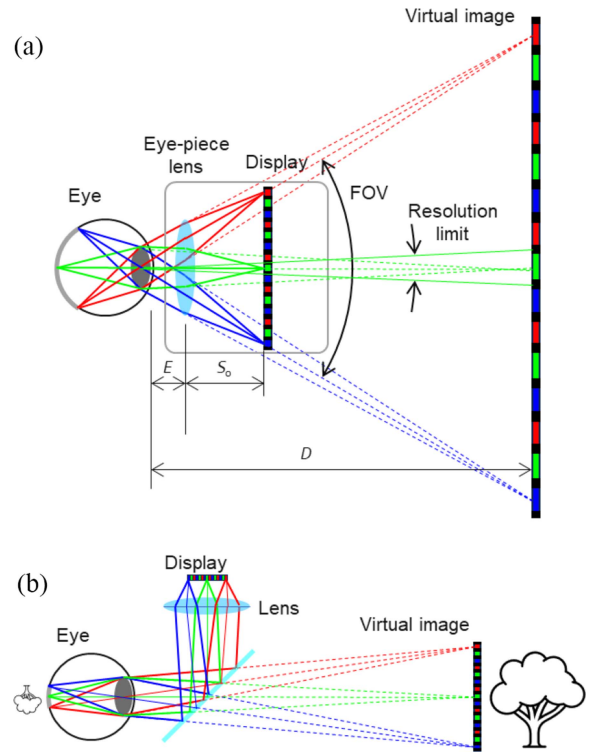 Virtual image
(a)
Eye-piece
lens
Display
Eye
FOV
Resolution
limit
E
So
D
(b)
Display
Lens
Eye
Virtual image